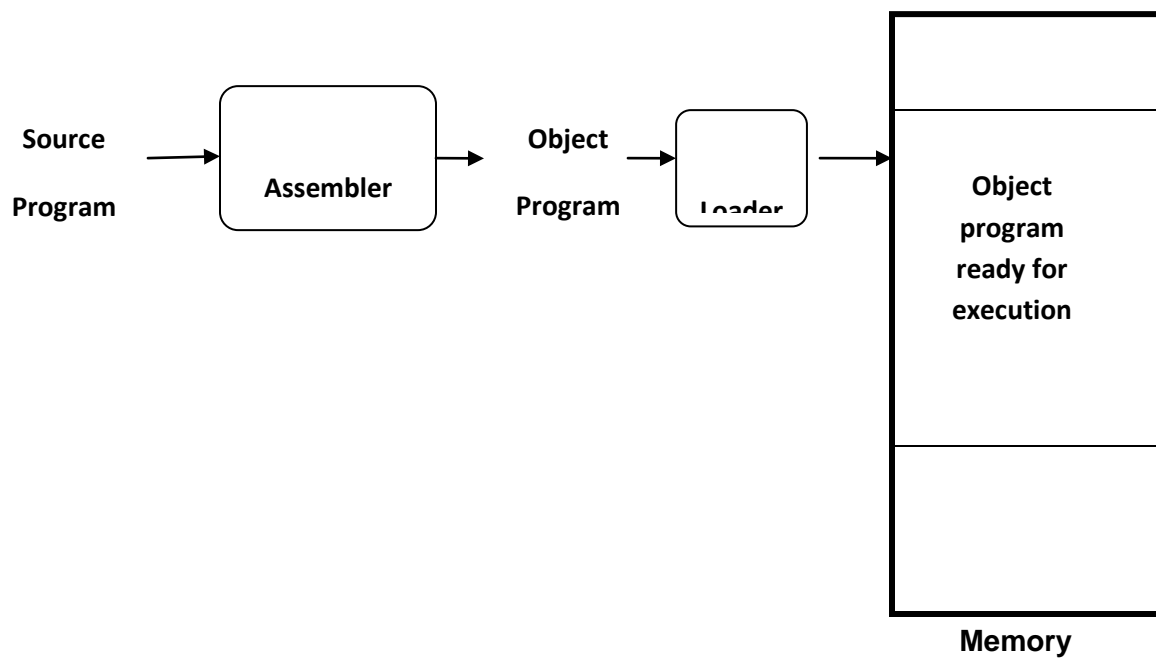 Source
Program
Assembler
Object
Program
Loader
Object
program
ready for
execution
Memory